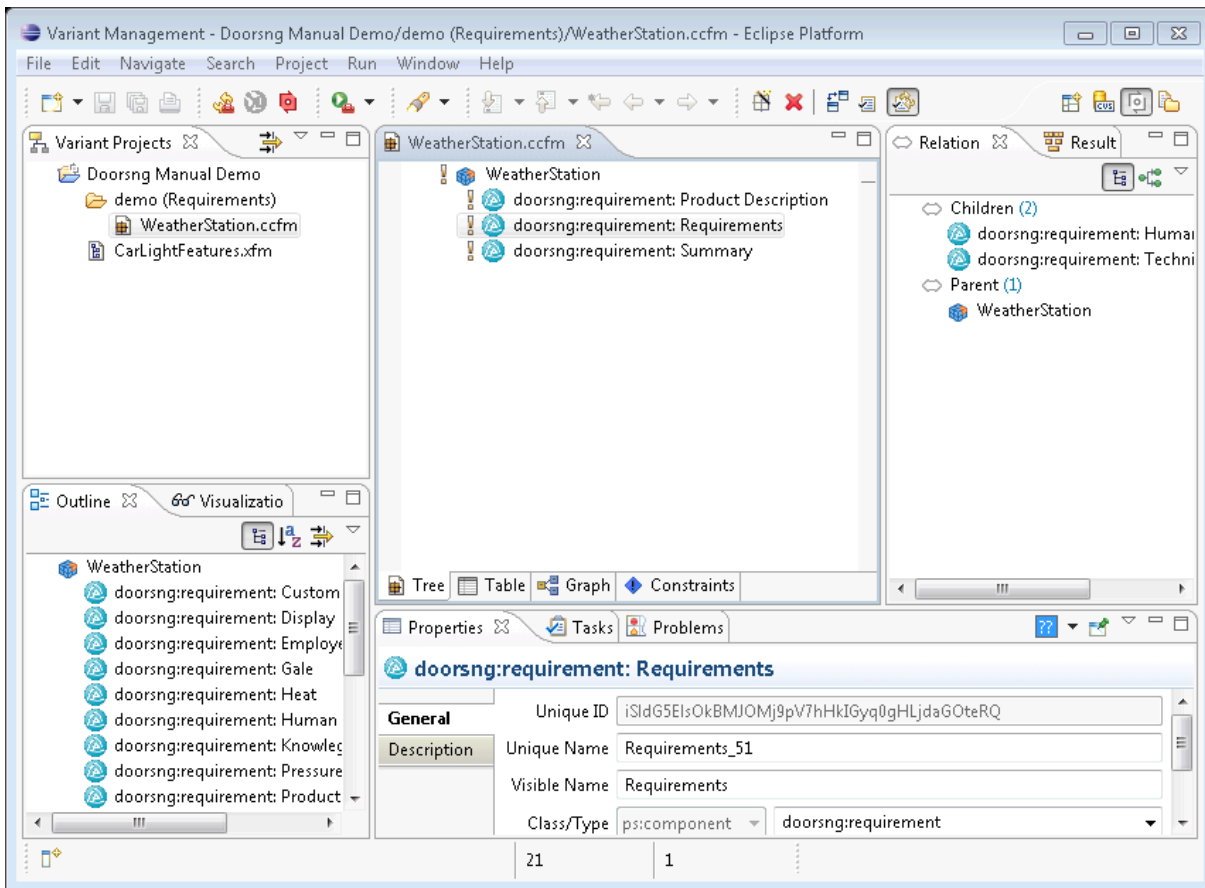 Variant Management - Doorsng Manual Demo/demo (Requirements)/WeatherStation.ccfm - Eclipse Platform
File Edit Navigate Search Project Run Window Help
CUS
Variant Projects
Doorsng Manual Demo
demo (Requirements)
WeatherStation.ccfm
CarLightFeatures.xfm
WeatherStation.ccfm
WeatherStation
doorsng:requirement: Product Description
doorsng:requirement: Requirements
doorsng:requirement: Summary
Tree Table Graph Constraints
Relation Result
Children (2)
doorsng:requirement: Humai
doorsng:requirement: Techni
Parent (1)
WeatherStation
Outline Visualizatio
WeatherStation
doorsng:requirement: Custom
doorsng:requirement: Display
doorsng:requirement: Employe
doorsng:requirement: Gale
doorsng:requirement: Heat
doorsng:requirement: Human
doorsng:requirement: Knowleg
doorsng:requirement: Pressure
doorsng:requirement: Product
Properties Tasks Problems
??
doorsng:requirement: Requirements
General
Description
Unique ID
Unique Name Requirements_51
Visible Name Requirements
Class/Type ps:component doorsng:requirement
21 1